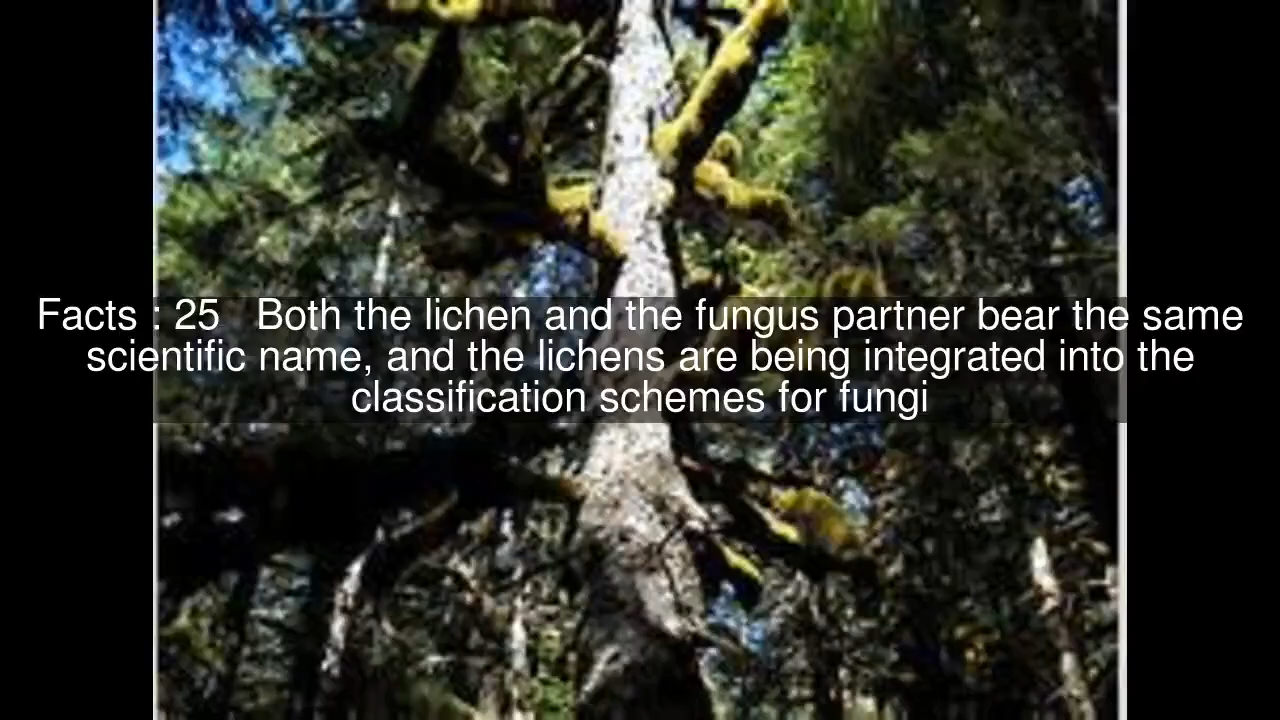 Facts : 25   Both the lichen and the fungus partner bear the same
scientific name, and the lichens are being integrated into the
classification schemes for fungi